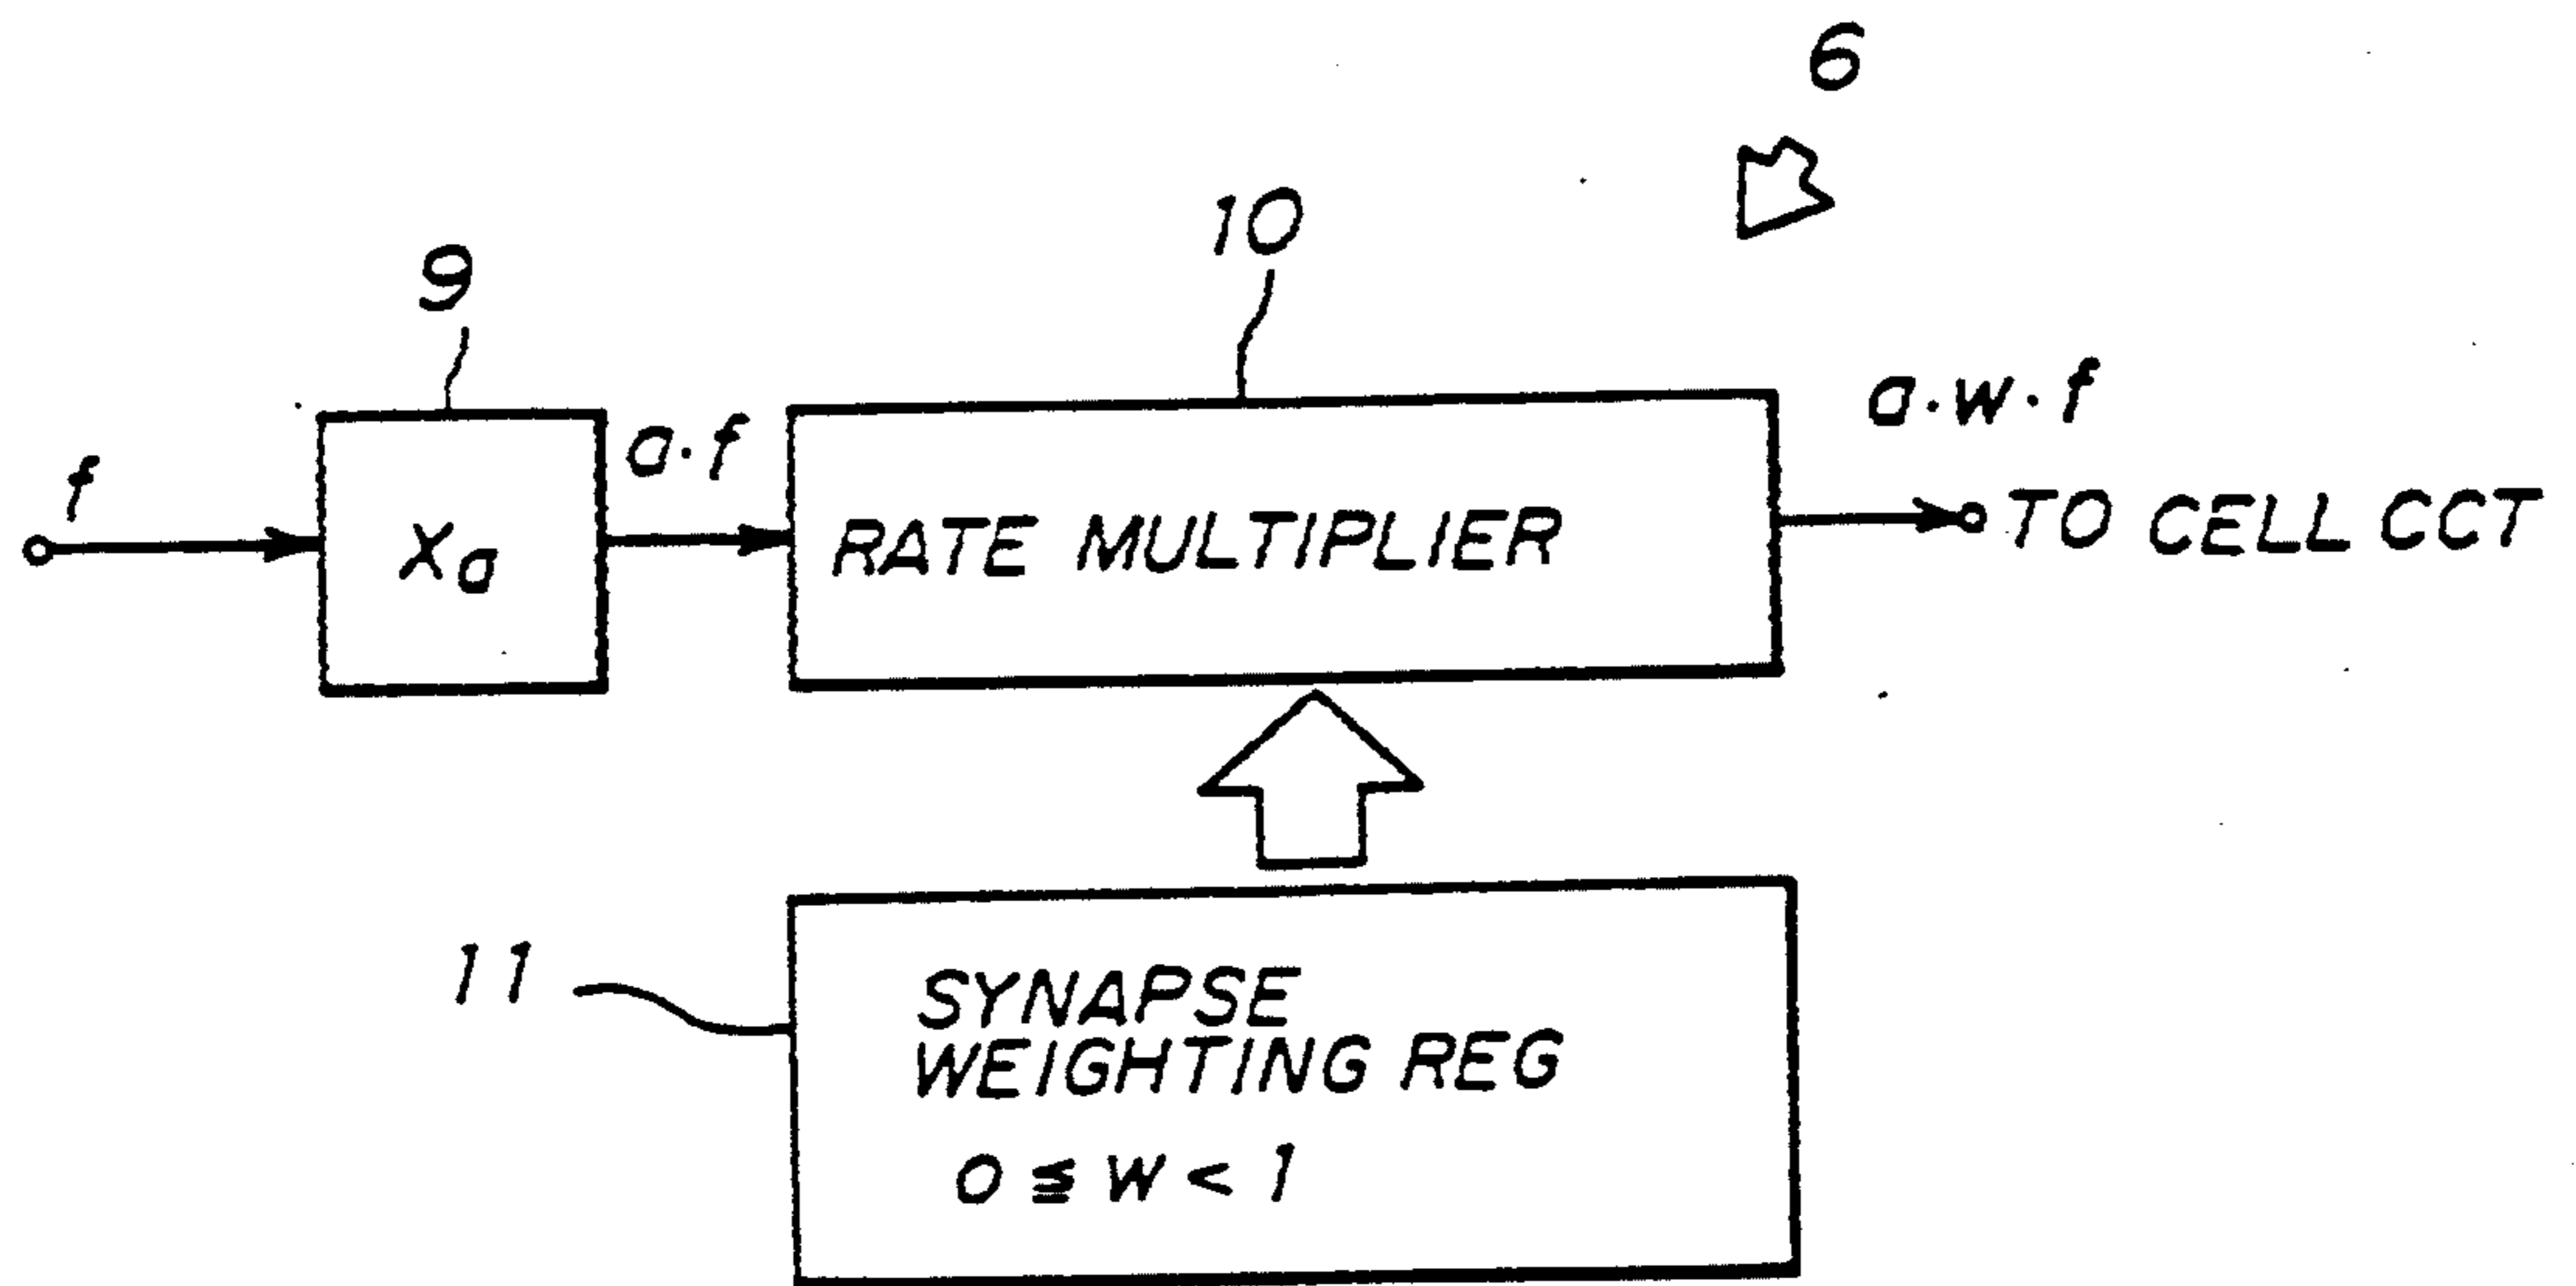 6
10
9
a·w·f
a·f
f
Xa
RATE MULTIPLIER
TO CELL CCT
11
SYNAPSE
WEIGHTING REG
0 ≦ w < 1